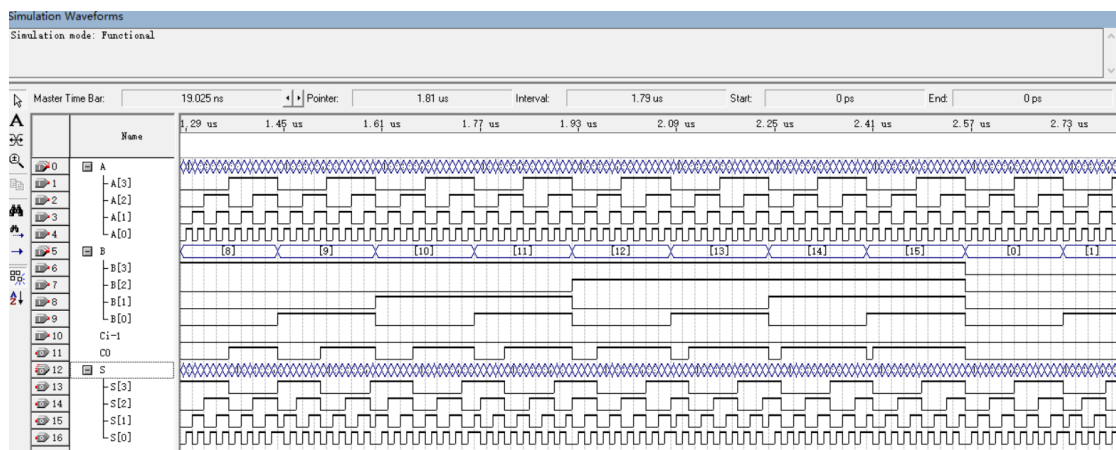 Simulation Waveforms
Simulation mode: Functional
Master Time Bar: 19.025 ns Pointer: 1.81 us Interval: 1.79 us Start: 0 ps End: 0 ps
Name 1.29 us 1.45 us 1.61 us 1.77 us 1.93 us 2.09 us 2.25 us 2.41 us 2.57 us 2.73 us
0 A
1 A[3]
2 A[2]
3 A[1]
4 A[0]
5 B [8] [9] [10] [11] [12] [13] [14] [15] [0] [1]
6 B[3]
7 B[2]
8 B[1]
9 B[0]
10 Ci-1
11 CO
12 S
13 S[3]
14 S[2]
15 S[1]
16 S[0]